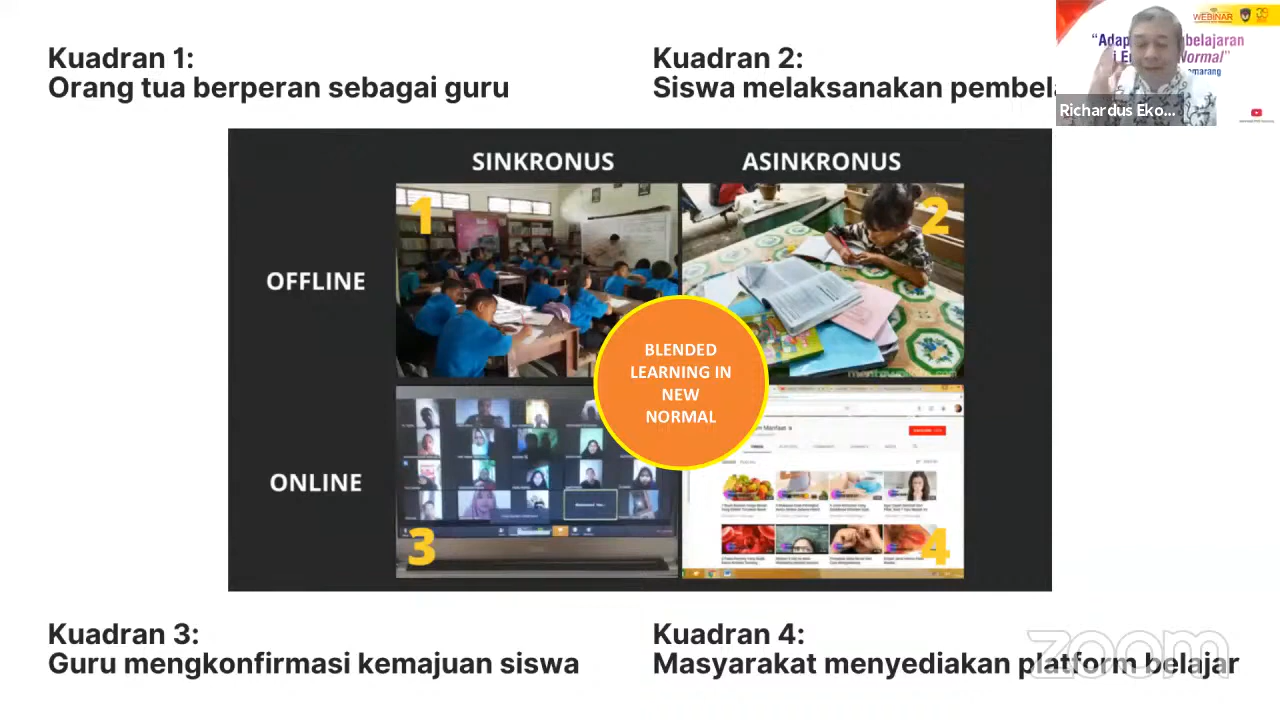 Kuadran 1:
Orang tua berperan sebagai guru
Kuadran 2:
Siswa melaksanakan
WEBINAR
Normal”
Richardus Eko...
SINKRONUS
ASINKRONUS
1
2
OFFLINE
BLENDED
LEARNING IN
NEW
NORMAL
ONLINE
3
4
Kuadran 3:
Guru mengkonfirmasi kemajuan siswa
Kuadran 4:
Masyarakat menyediakan platform belajar
zoom